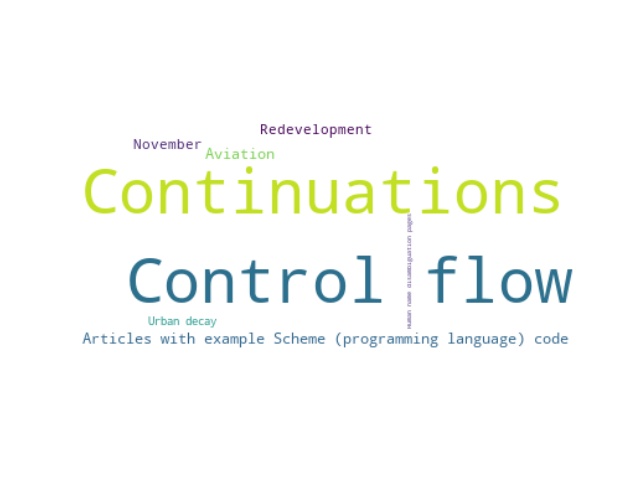 Redevelopment
November
Aviation
Continuations
Human name disambiguation pages
Control flow
Urban decay
Articles with example Scheme (programming language) code